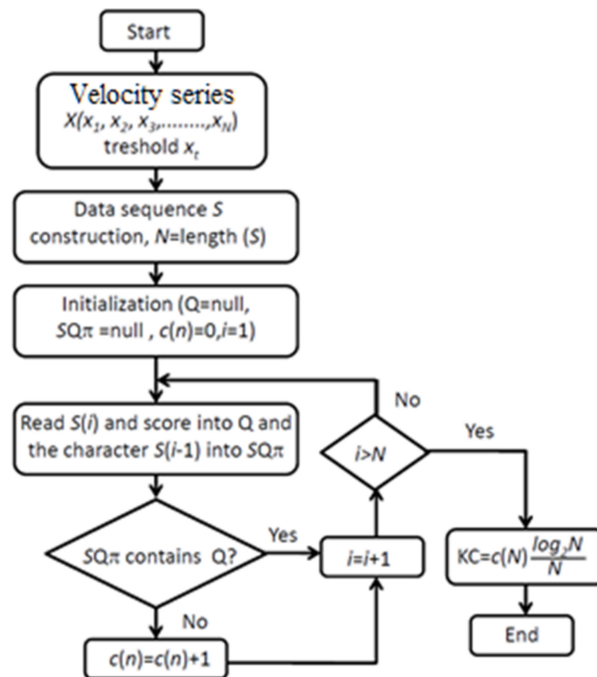 Start
Velocity series
X(x₁, x₂, x₃,........,x_N)
treshold x_t
Data sequence S
construction, N=length (S)
Initialization (Q=null,
SQπ =null , c(n)=0,i=1)
Read S(i) and score into Q and
the character S(i-1) into SQπ
SQπ contains Q?
Yes
No
c(n)=c(n)+1
i=i+1
i>N
No
Yes
KC=c(N) log₂N
N
End